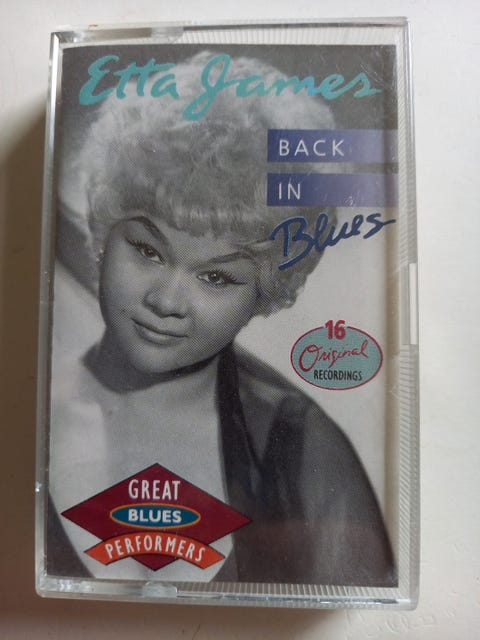 Etta James
BACK
IN
Blues
16
Original
RECORDINGS
GREAT
BLUES
PERFORMERS